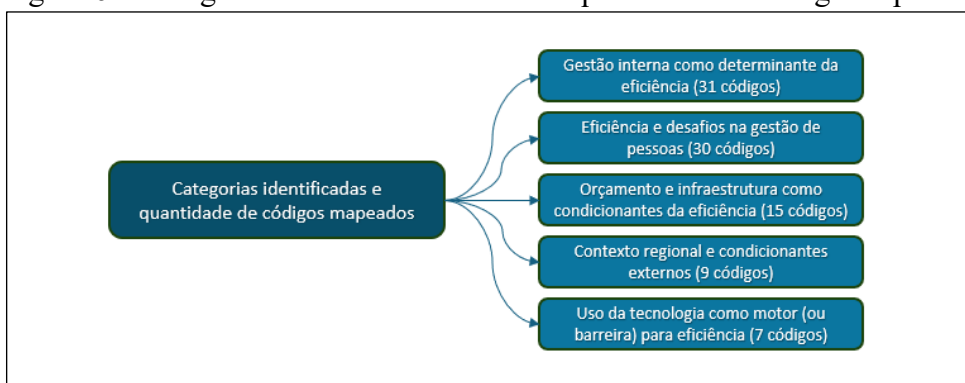 Categorias identificadas e
quantidade de códigos mapeados
Gestão interna como determinante da
eficiência (31 códigos)
Eficiência e desafios na gestão de
pessoas (30 códigos)
Orçamento e infraestrutura como
condicionantes da eficiência (15 códigos)
Contexto regional e condicionantes
externos (9 códigos)
Uso da tecnologia como motor (ou
barreira) para eficiência (7 códigos)